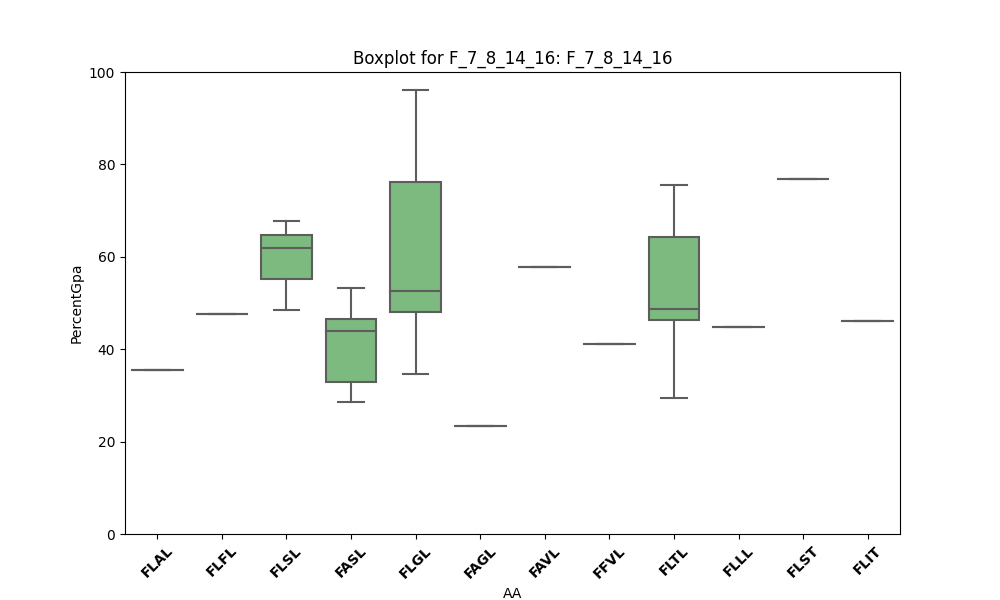 Boxplot for F_7_8_14_16: F_7_8_14_16
100
80
60
40
20
0
PercentGpa
FLAL
FLFL
FLSL
FASL
FLGL
FAGL
FAVL
FFVL
FLTL
FLLL
FLST
FLIT
AA